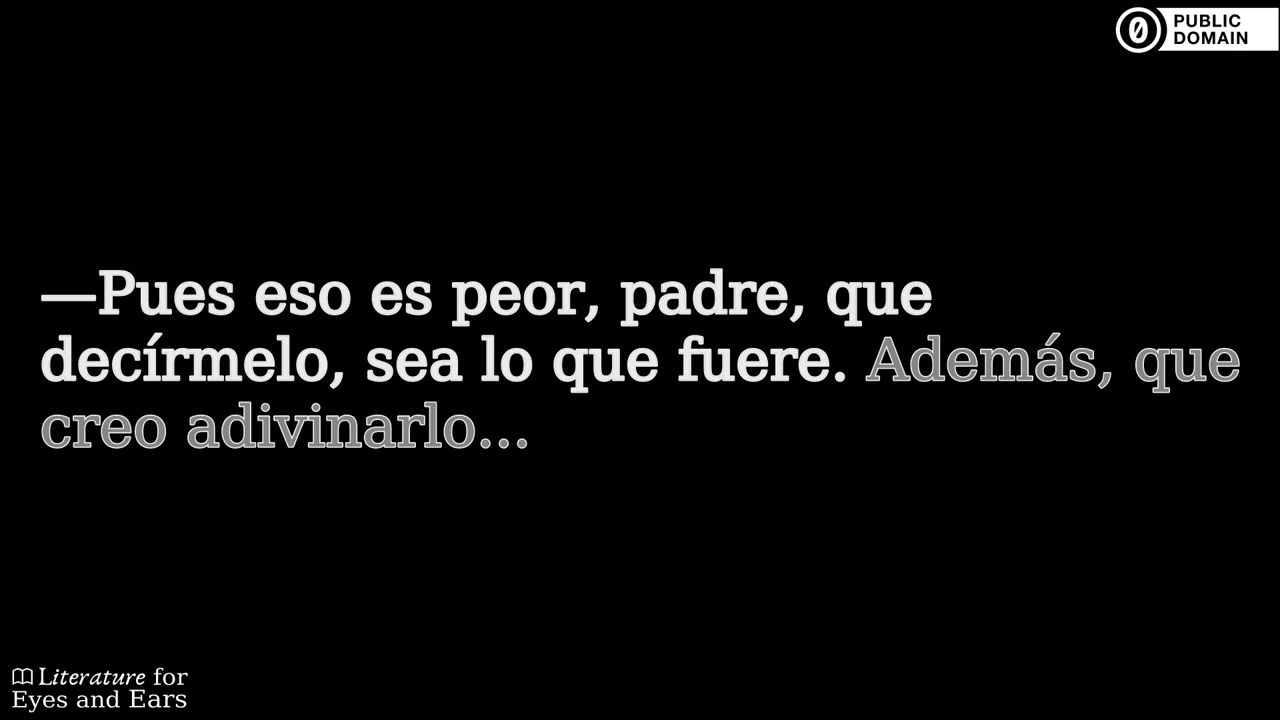 PUBLIC
DOMAIN
—Pues eso es peor, padre, que
decírmelo, sea lo que fuere. Además, que
creo adivinarlo...
Literature for
Eyes and Ears